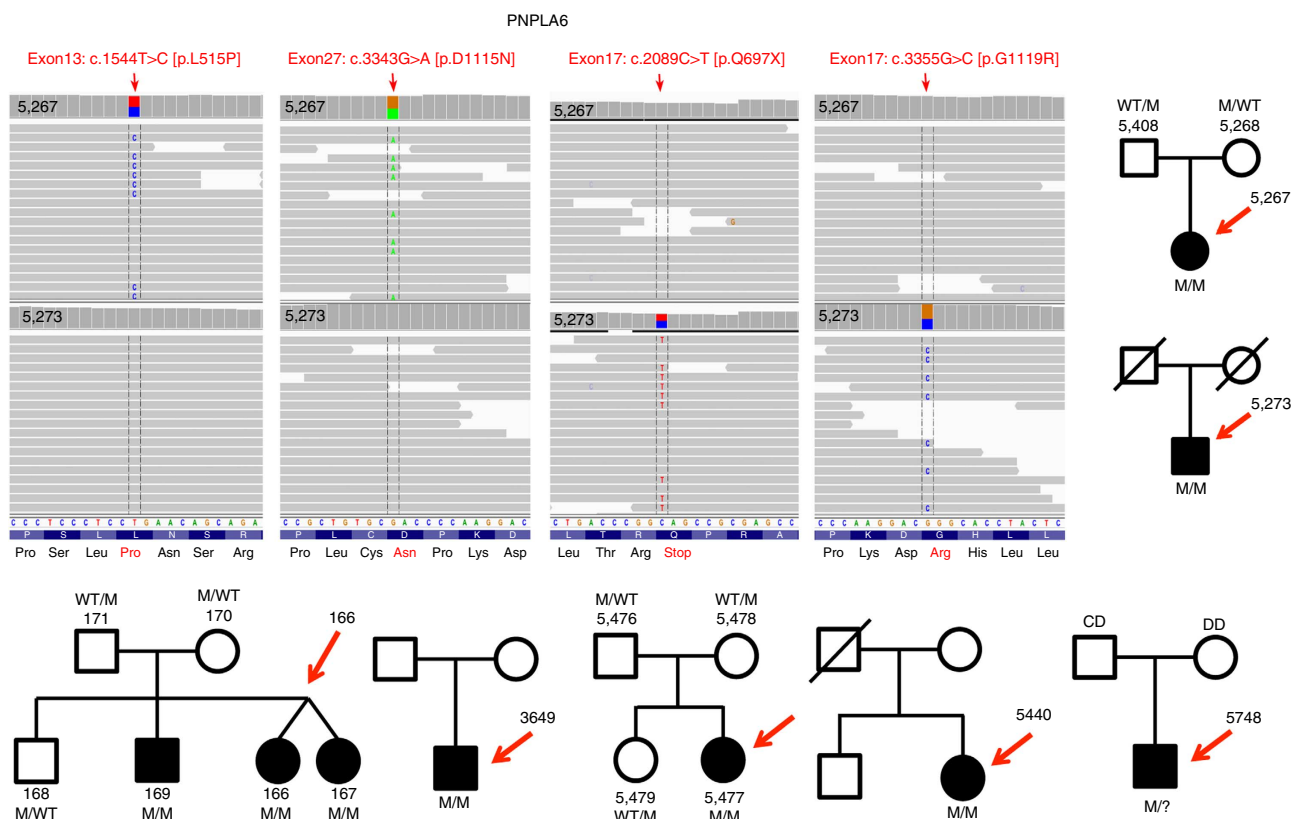 PNPLA6
Exon13: c.1544T>C [p.L515P]
Exon27: c.3343G>A [p.D1115N]
Exon17: c.2089C>T [p.Q697X]
Exon17: c.3355G>C [p.G1119R]
5,267
5,267
5,267
5,267
C
C
C
C
C
C
C
C
A
A
A
A
A
A
A
A
C
G
C
C
5,273
5,273
5,273
5,273
T
T
T
T
T
T
T
T
T
C
C
C
C
C
C
C
C
C C C T C C C T C C T G A A C A G C A G A
C C G C T G T G C G A C C C C A A G G A C
C T G A C C C G G C A G C C G C G A G C C
C C C A A G G A C G G G C A C C T A C T C
P S L L N S R
P L C D P K D
L T R Q P R A
P K D G H L L
Pro Ser Leu Pro Asn Ser Arg
Pro Leu Cys Asn Pro Lys Asp
Leu Thr Arg Stop
Pro Lys Asp Arg His Leu Leu
WT/M M/WT
5,408 5,268
5,267
M/M
5,273
M/M
WT/M M/WT
171 170
166
168 169 166 167
M/WT M/M M/M M/M
3649
M/M
M/WT WT/M
5,476 5,478
5,479 5,477
WT/M M/M
5440
M/M
CD DD
5748
M/?